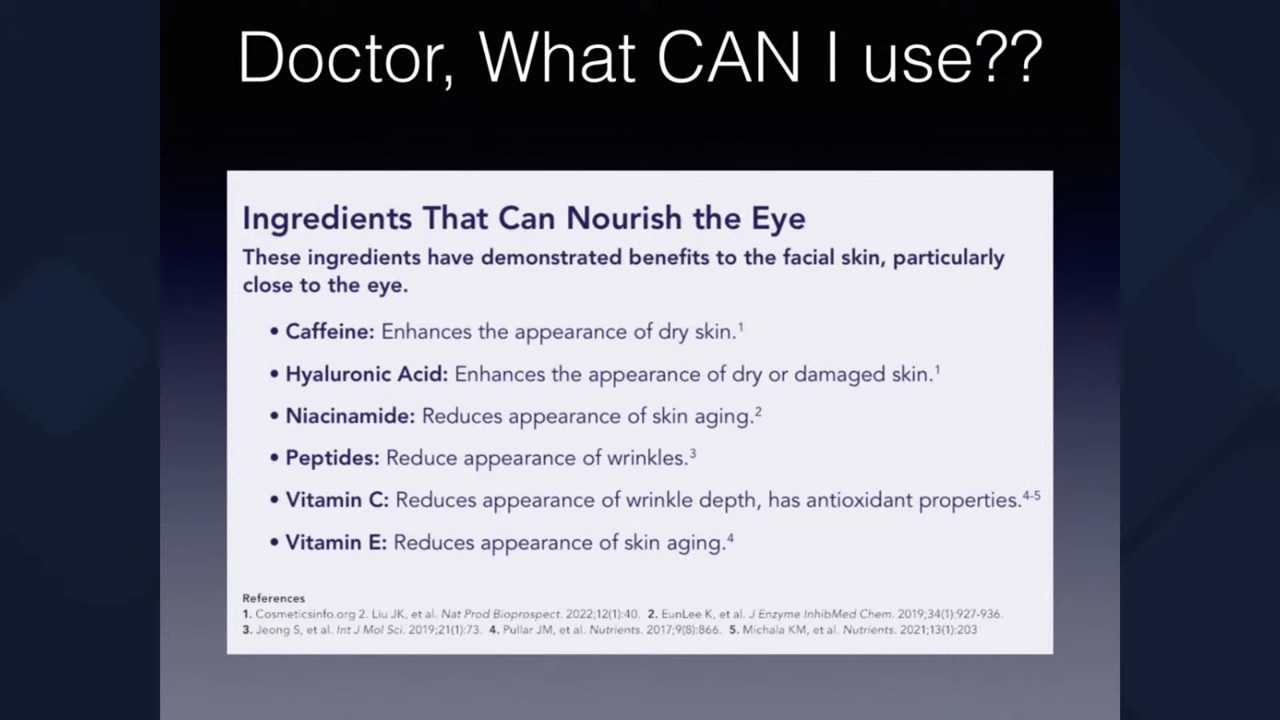 Doctor, What CAN I use??
Ingredients That Can Nourish the Eye
These ingredients have demonstrated benefits to the facial skin, particularly
close to the eye.
• Caffeine: Enhances the appearance of dry skin.1
• Hyaluronic Acid: Enhances the appearance of dry or damaged skin.1
• Niacinamide: Reduces appearance of skin aging.2
• Peptides: Reduce appearance of wrinkles.3
• Vitamin C: Reduces appearance of wrinkle depth, has antioxidant properties.4-5
• Vitamin E: Reduces appearance of skin aging.4
References
1. Cosmeticsinfo.org 2. Liu JK, et al. Nat Prod Bioprospect. 2022;12(1):40. 2. EunLee K, et al. J Enzyme InhibMed Chem. 2019;34(1):927-936.
3. Jeong S, et al. Int J Mol Sci. 2019;21(1):73. 4. Pullar JM, et al. Nutrients. 2017;9(8):866. 5. Michala KM, et al. Nutrients. 2021;13(1):203